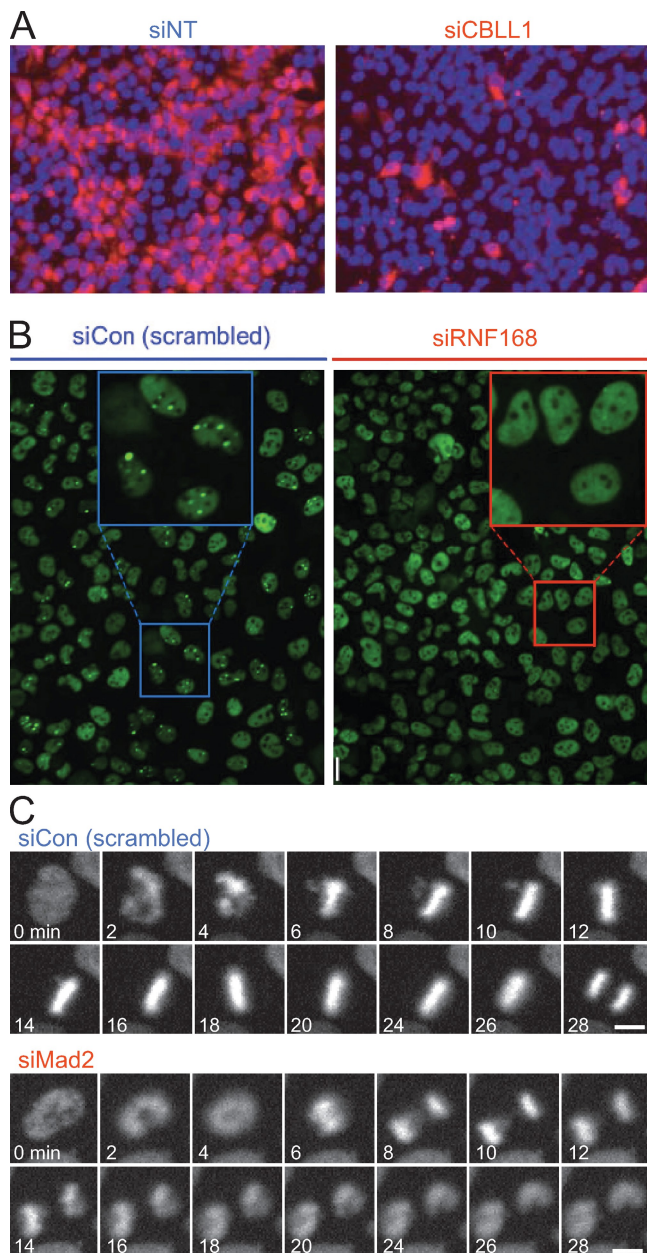 A
siNT
siCBLL1
B
siCon (scrambled)
siRNF168
C
siCon (scrambled)
0 min 2 4 6 8 10 12
14 16 18 20 24 26 28
siMad2
0 min 2 4 6 8 10 12
14 16 18 20 24 26 28